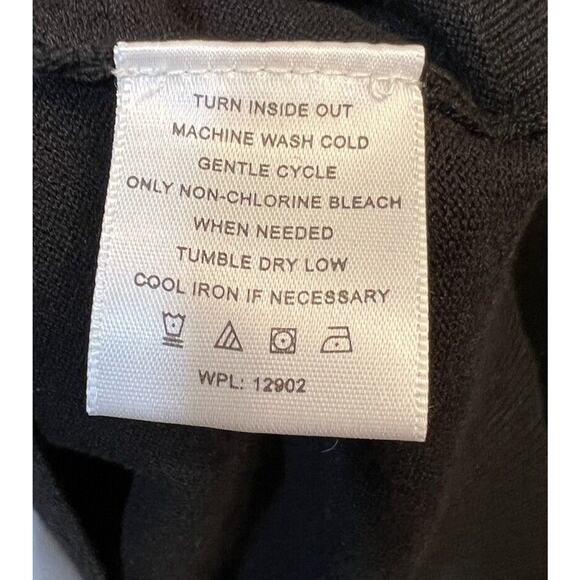 TURN INSIDE OUT
MACHINE WASH COLD
GENTLE CYCLE
ONLY NON-CHLORINE BLEACH
WHEN NEEDED
TUMBLE DRY LOW
COOL IRON IF NECESSARY
WPL: 12902